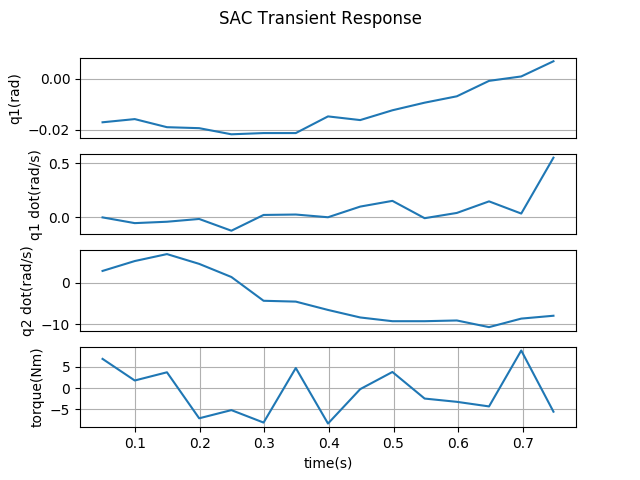 SAC Transient Response
q1(rad)
0.00
−0.02
q1 dot(rad/s)
0.5
0.0
q2 dot(rad/s)
0
−10
torque(Nm)
5
0
−5
0.1 0.2 0.3 0.4 0.5 0.6 0.7
time(s)